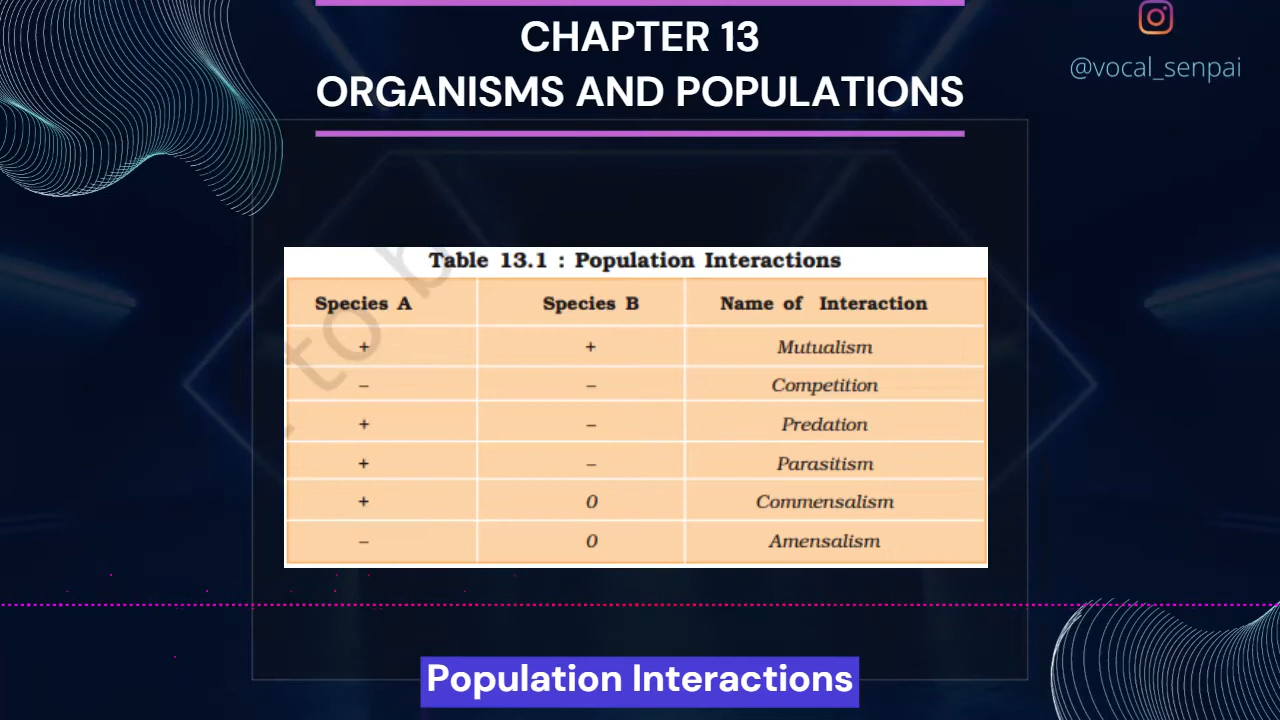 CHAPTER 13
ORGANISMS AND POPULATIONS
@vocal_senpai
Table 13.1 : Population Interactions
Species A Species B Name of Interaction
+ + Mutualism
– – Competition
+ – Predation
+ – Parasitism
+ 0 Commensalism
– 0 Amensalism
to b
Population Interactions